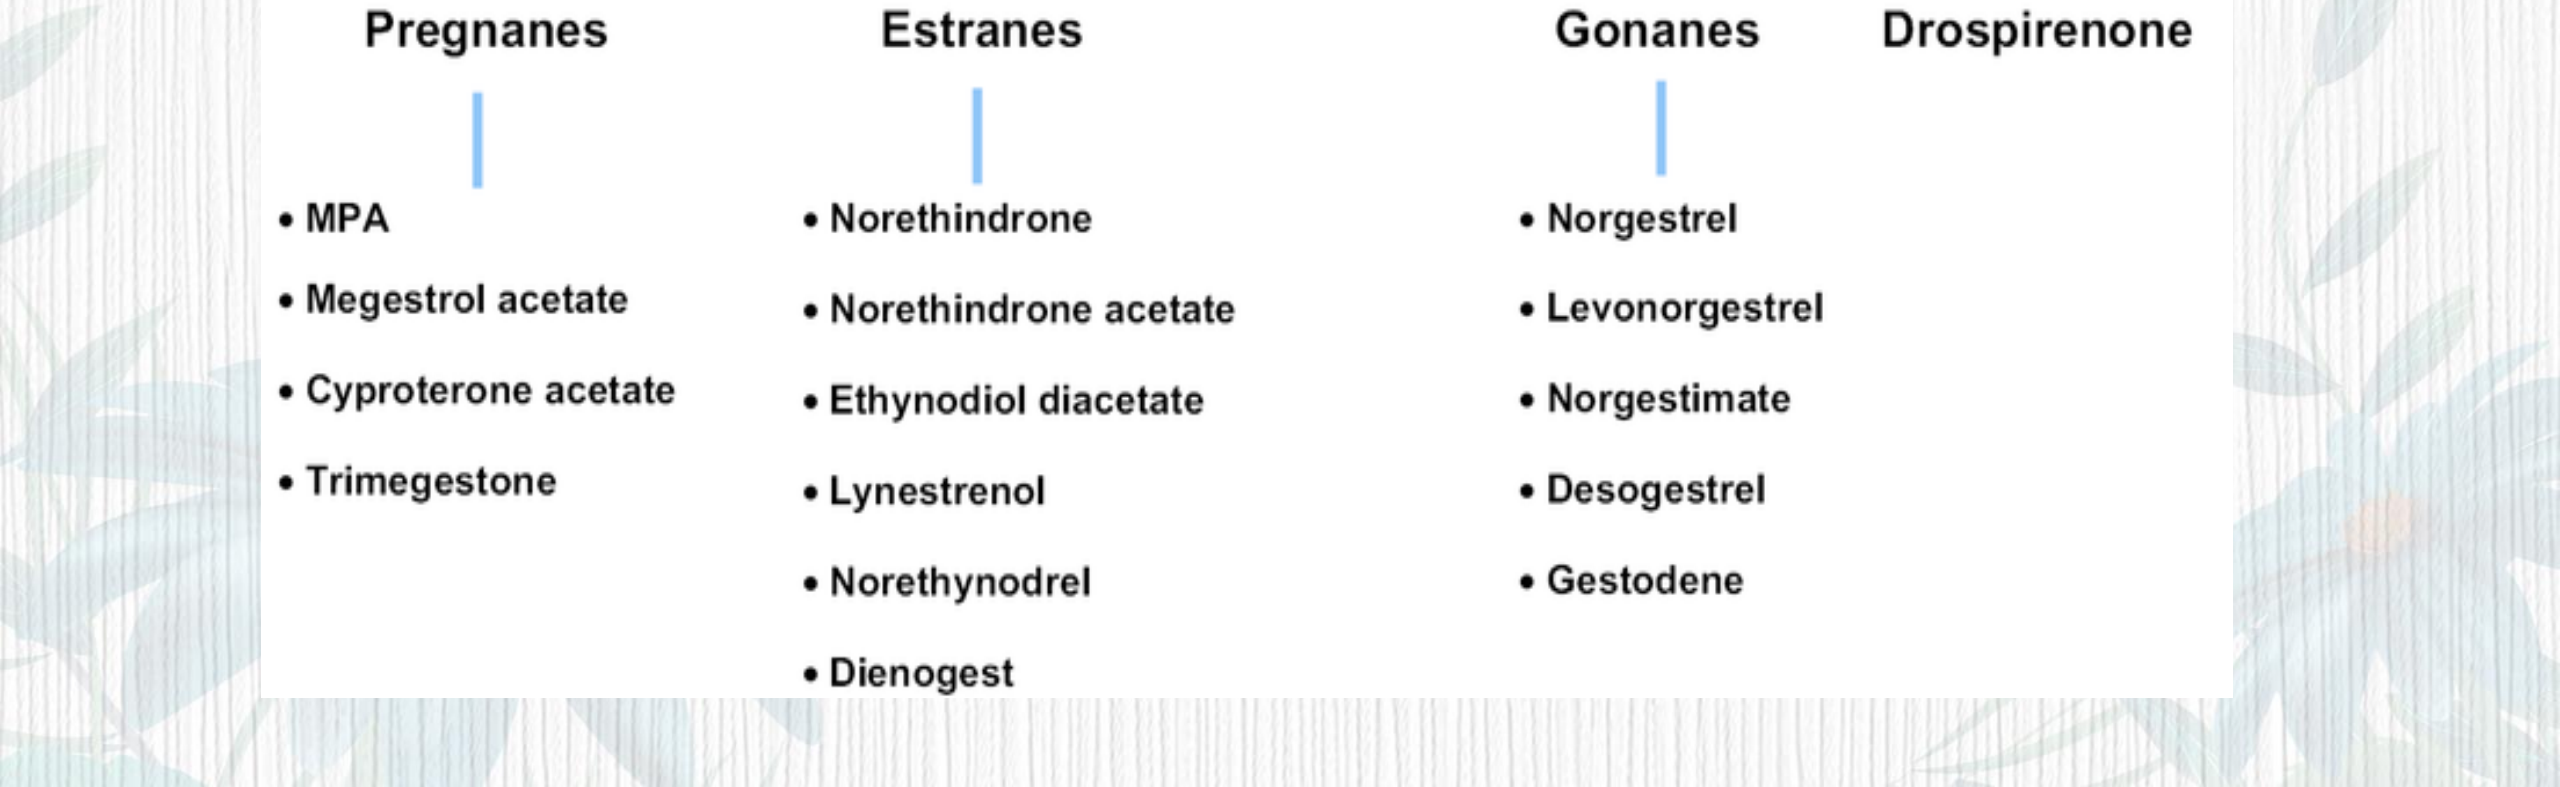 Pregnanes
• MPA
• Megestrol acetate
• Cyproterone acetate
• Trimegestone
Estranes
• Norethindrone
• Norethindrone acetate
• Ethynodiol diacetate
• Lynestrenol
• Norethynodrel
• Dienogest
Gonanes
• Norgestrel
• Levonorgestrel
• Norgestimate
• Desogestrel
• Gestodene
Drospirenone